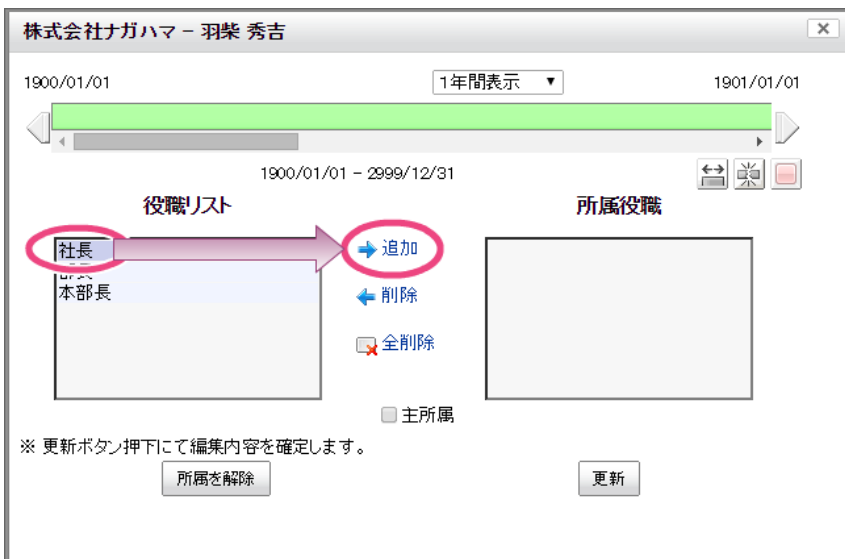 株式会社ナガハマ - 羽柴 秀吉
1900/01/01
1年間表示
1901/01/01
1900/01/01 - 2999/12/31
役職リスト
所属役職
社長
本部長
追加
削除
全削除
主所属
※ 更新ボタン押下にて編集内容を確定します。
所属を解除
更新